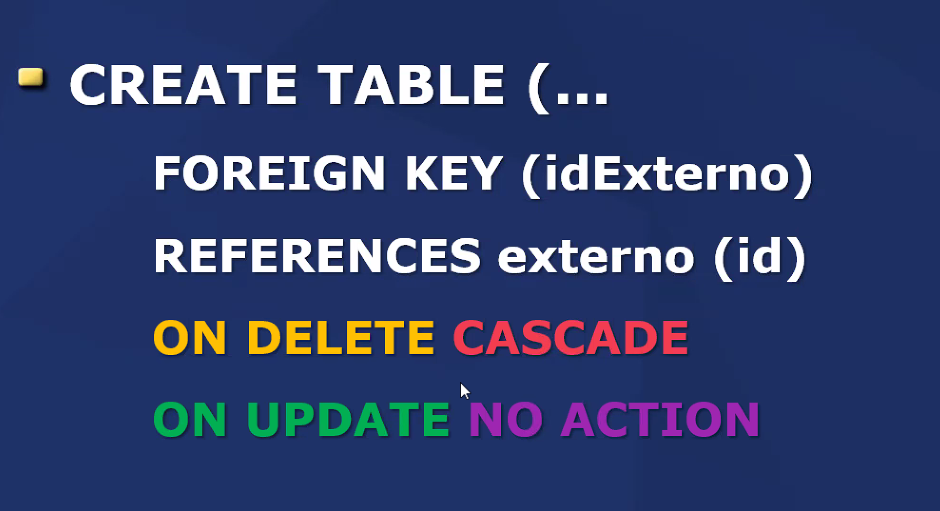 CREATE TABLE (...
FOREIGN KEY (idExterno)
REFERENCES externo (id)
ON DELETE CASCADE
ON UPDATE NO ACTION